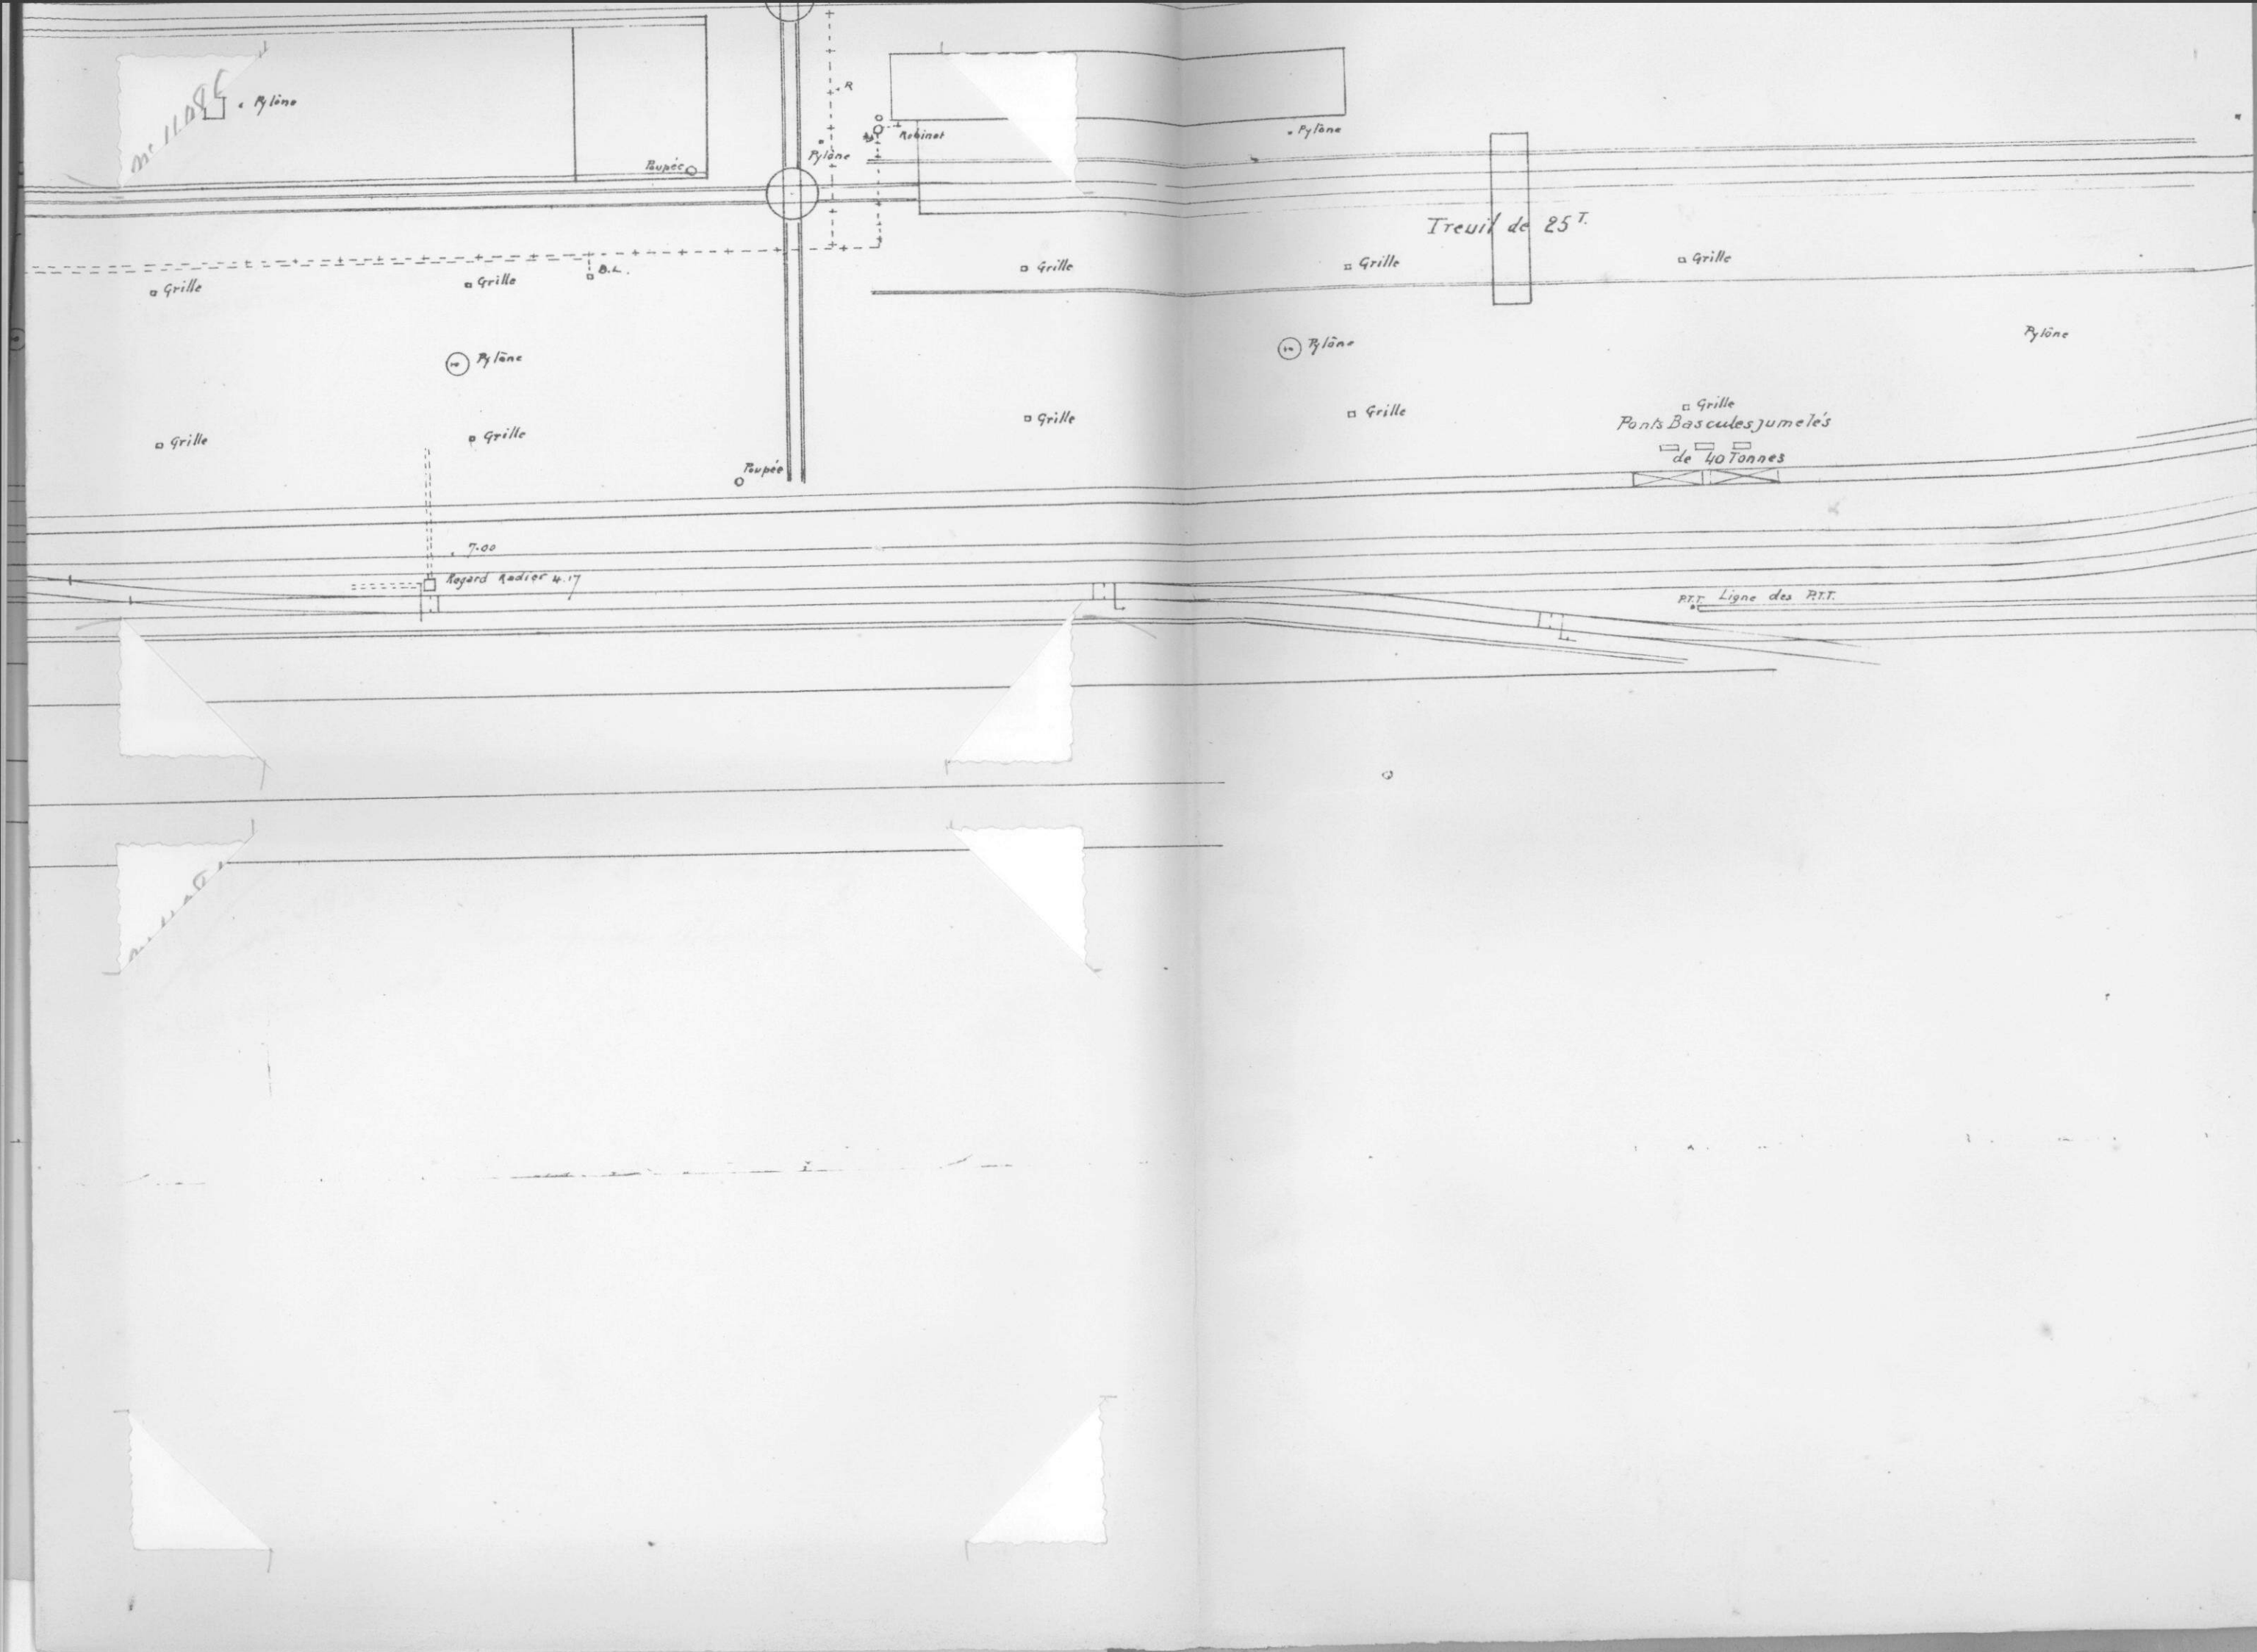 Pylône
R
Robinet
Pylône
Pylône
Poupée
Treuil de 25T.
B.L.
Grille
Grille
Grille
Grille
Grille
Pylône
Pylône
Pylône
Grille
Grille
Grille
Grille
Grille
Ponts Bascules jumelés
de 40 Tonnes
Poupée
7.00
Regard Radier 4.17
P.T.T. Ligne des P.T.T.